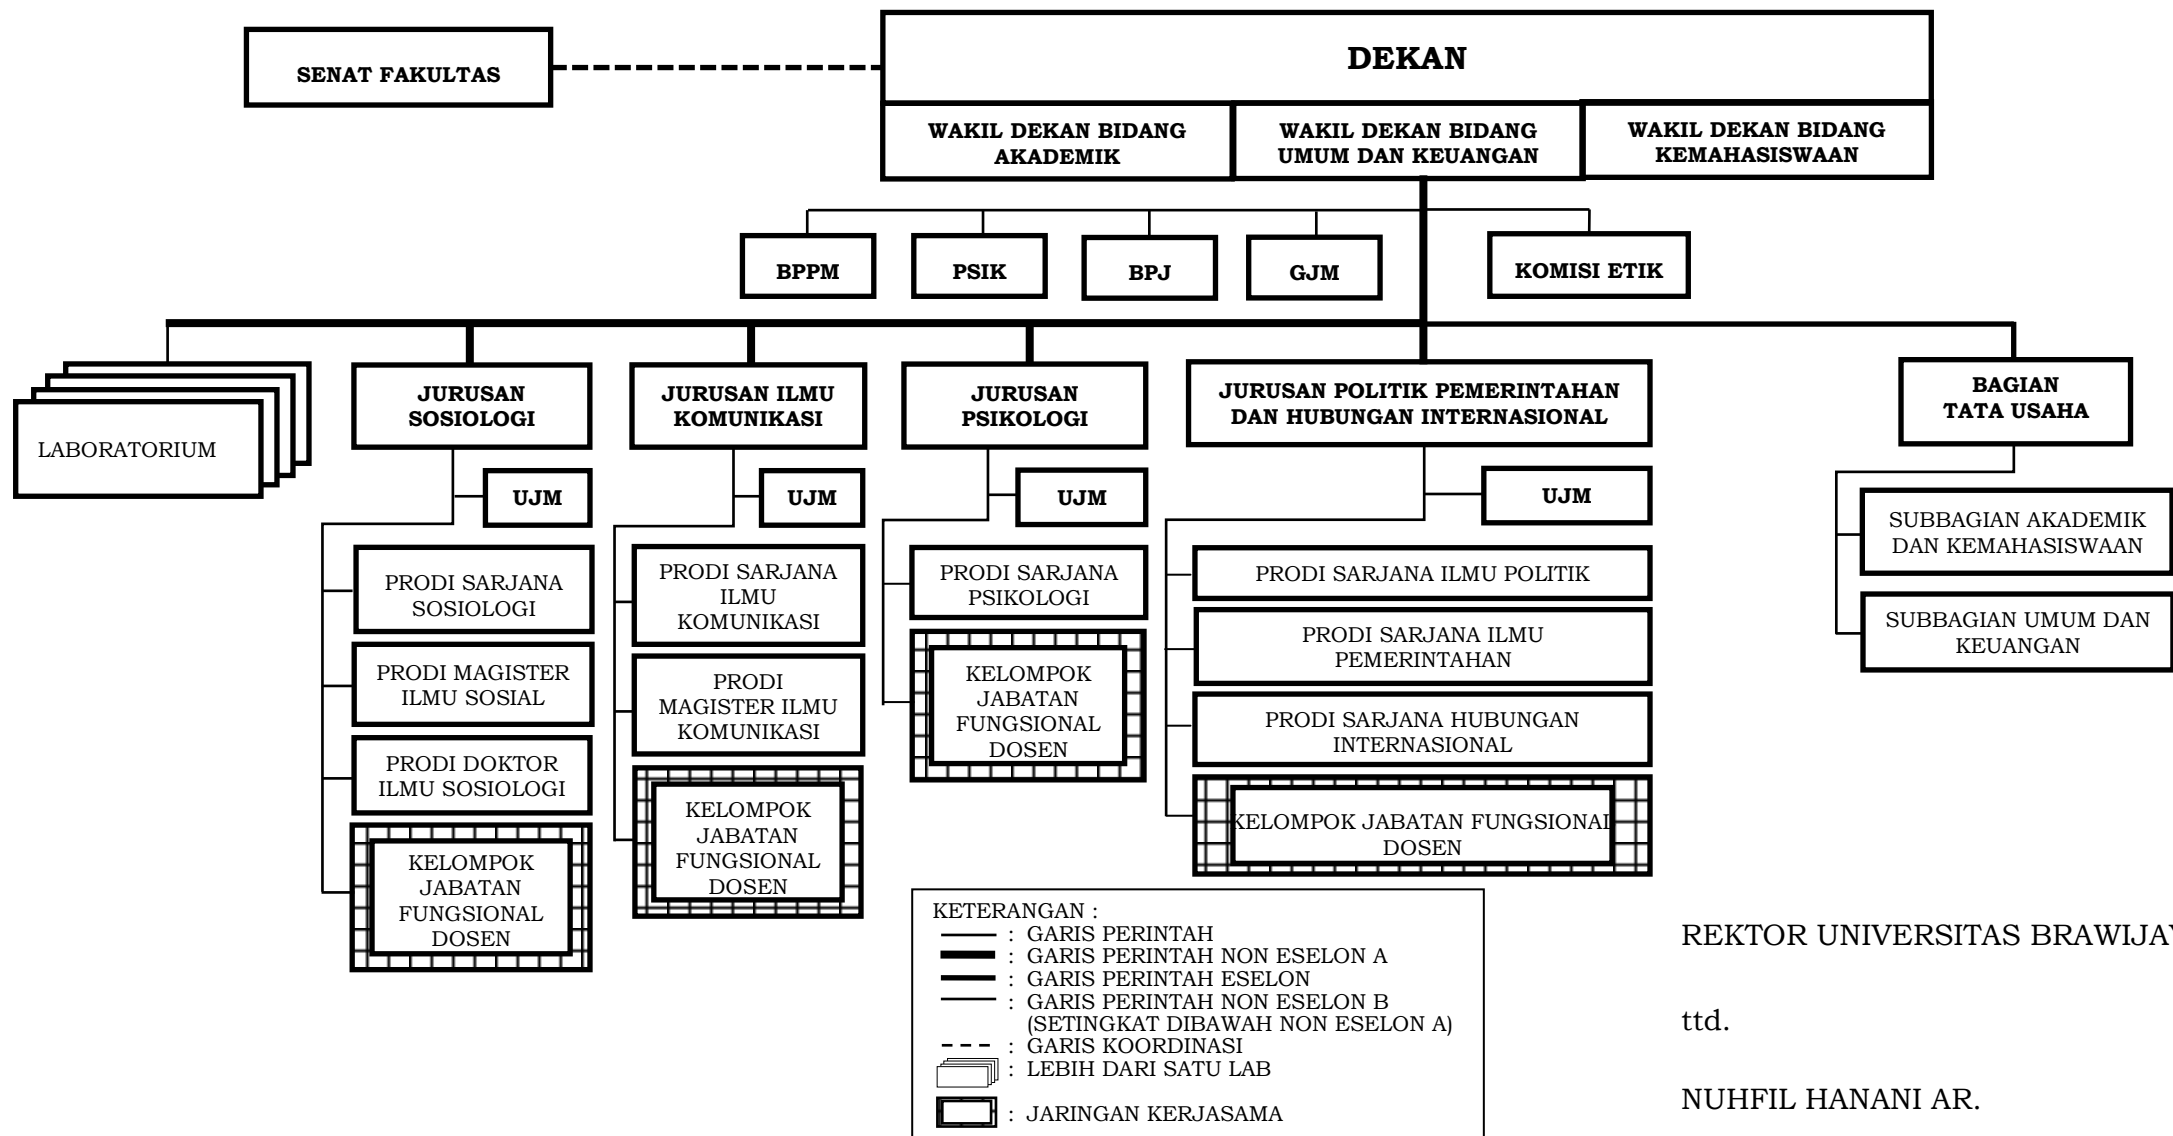 SENAT FAKULTAS
DEKAN
WAKIL DEKAN BIDANG
AKADEMIK
WAKIL DEKAN BIDANG
UMUM DAN KEUANGAN
WAKIL DEKAN BIDANG
KEMAHASISWAAN
BPPM
PSIK
BPJ
GJM
KOMISI ETIK
LABORATORIUM
JURUSAN
SOSIOLOGI
UJM
PRODI SARJANA
SOSIOLOGI
PRODI MAGISTER
ILMU SOSIAL
PRODI DOKTOR
ILMU SOSIOLOGI
KELOMPOK
JABATAN
FUNGSIONAL
DOSEN
JURUSAN ILMU
KOMUNIKASI
UJM
PRODI SARJANA
ILMU
KOMUNIKASI
PRODI
MAGISTER ILMU
KOMUNIKASI
KELOMPOK
JABATAN
FUNGSIONAL
DOSEN
JURUSAN
PSIKOLOGI
UJM
PRODI SARJANA
PSIKOLOGI
KELOMPOK
JABATAN
FUNGSIONAL
DOSEN
JURUSAN POLITIK PEMERINTAHAN
DAN HUBUNGAN INTERNASIONAL
UJM
PRODI SARJANA ILMU POLITIK
PRODI SARJANA ILMU
PEMERINTAHAN
PRODI SARJANA HUBUNGAN
INTERNASIONAL
KELOMPOK JABATAN FUNGSIONAL
DOSEN
BAGIAN
TATA USAHA
SUBBAGIAN AKADEMIK
DAN KEMAHASISWAAN
SUBBAGIAN UMUM DAN
KEUANGAN
KETERANGAN :
: GARIS PERINTAH
: GARIS PERINTAH NON ESELON A
: GARIS PERINTAH ESELON
: GARIS PERINTAH NON ESELON B
(SETINGKAT DIBAWAH NON ESELON A)
: GARIS KOORDINASI
: LEBIH DARI SATU LAB
: JARINGAN KERJASAMA
REKTOR UNIVERSITAS
ttd.
NUHFIL HANANI AR.